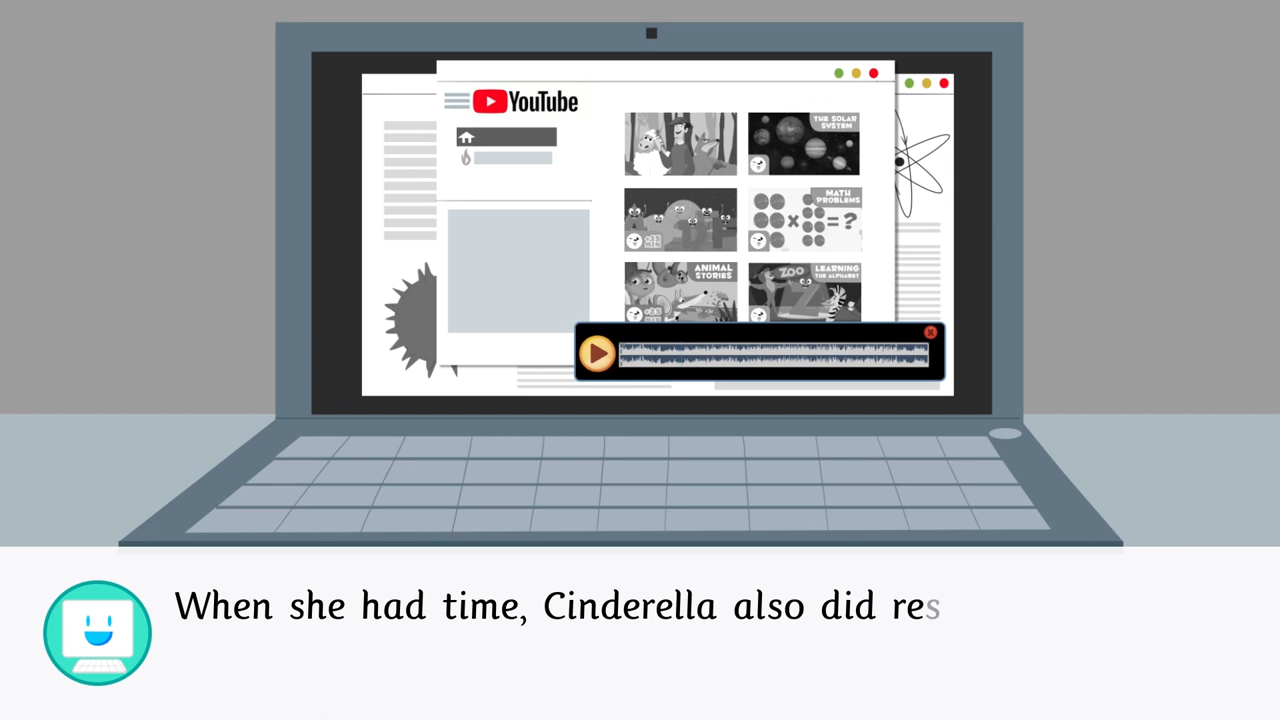 YouTube
THE SOLAR
SYSTEM
MATH
PROBLEMS
× = ?
ANIMAL
STORIES
ZOO
LEARNING
THE ALPHABET
When she had time, Cinderella also did res